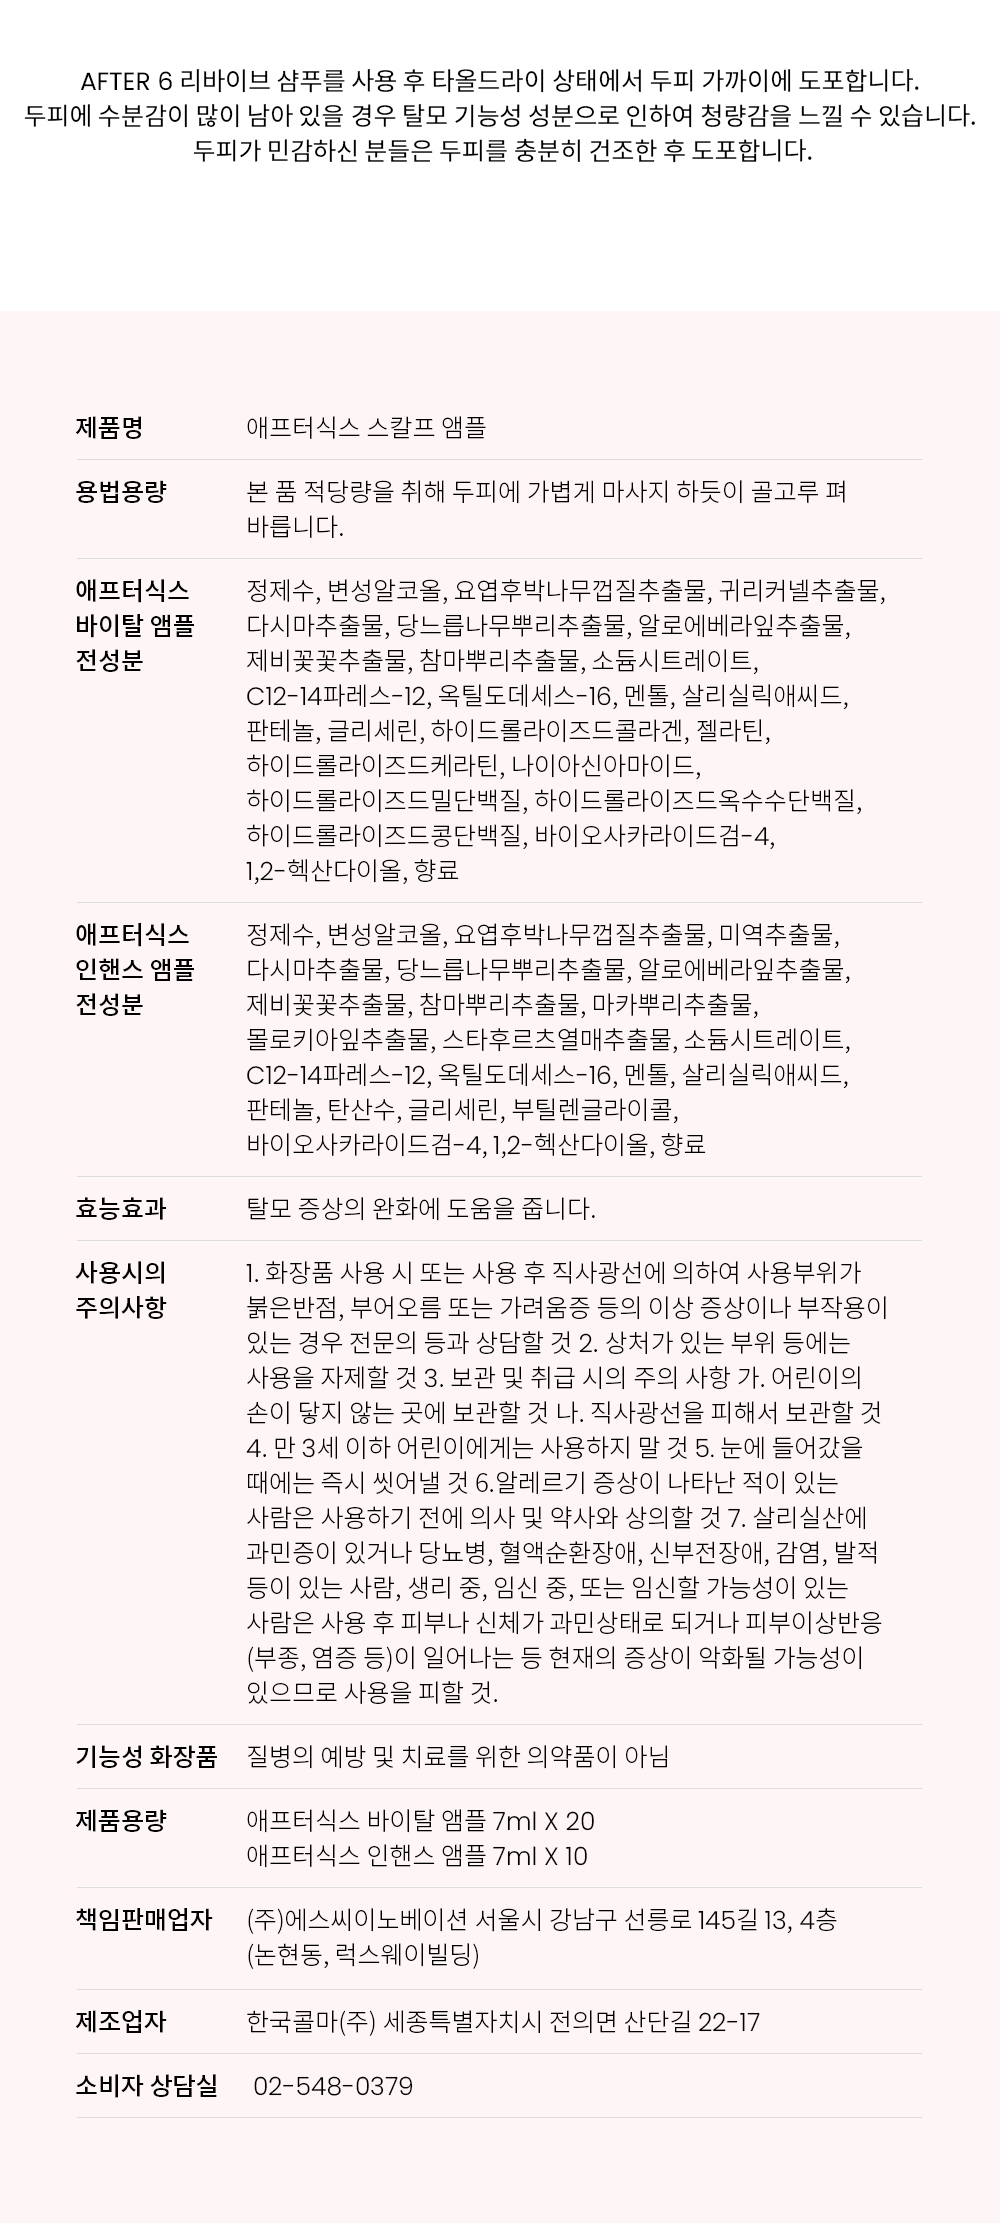 AFTER 6 리바이브 샴푸를 사용 후 타올드라이 상태에서 두피 가까이에 도포합니다.
두피에 수분감이 많이 남아 있을 경우 탈모 기능성 성분으로 인하여 청량감을 느낄 수 있습니다.
두피가 민감하신 분들은 두피를 충분히 건조한 후 도포합니다.
제품명
애프터식스 스칼프 앰플
용법용량
본 품 적당량을 취해 두피에 가볍게 마사지 하듯이 골고루 펴
바릅니다.
애프터식스
바이탈 앰플
전성분
정제수, 변성알코올, 요엽후박나무껍질추출물, 귀리커넬추출물,
다시마추출물, 당느릅나무뿌리추출물, 알로에베라잎추출물,
제비꽃꽃추출물, 참마뿌리추출물, 소듐시트레이트,
C12-14파레스-12, 옥틸도데세스-16, 멘톨, 살리실릭애씨드,
판테놀, 글리세린, 하이드롤라이즈드콜라겐, 젤라틴,
하이드롤라이즈드케라틴, 나이아신아마이드,
하이드롤라이즈드밀단백질, 하이드롤라이즈드옥수수단백질,
하이드롤라이즈드콩단백질, 바이오사카라이드검-4,
1,2-헥산다이올, 향료
애프터식스
인핸스 앰플
전성분
정제수, 변성알코올, 요엽후박나무껍질추출물, 미역추출물,
다시마추출물, 당느릅나무뿌리추출물, 알로에베라잎추출물,
제비꽃꽃추출물, 참마뿌리추출물, 마카뿌리추출물,
몰로키아잎추출물, 스타후르츠열매추출물, 소듐시트레이트,
C12-14파레스-12, 옥틸도데세스-16, 멘톨, 살리실릭애씨드,
판테놀, 탄산수, 글리세린, 부틸렌글라이콜,
바이오사카라이드검-4, 1,2-헥산다이올, 향료
효능효과
탈모 증상의 완화에 도움을 줍니다.
사용시의
주의사항
1. 화장품 사용 시 또는 사용 후 직사광선에 의하여 사용부위가
붉은반점, 부어오름 또는 가려움증 등의 이상 증상이나 부작용이
있는 경우 전문의 등과 상담할 것 2. 상처가 있는 부위 등에는
사용을 자제할 것 3. 보관 및 취급 시의 주의 사항 가. 어린이의
손이 닿지 않는 곳에 보관할 것 나. 직사광선을 피해서 보관할 것
4. 만 3세 이하 어린이에게는 사용하지 말 것 5. 눈에 들어갔을
때에는 즉시 씻어낼 것 6.알레르기 증상이 나타난 적이 있는
사람은 사용하기 전에 의사 및 약사와 상의할 것 7. 살리실산에
과민증이 있거나 당뇨병, 혈액순환장애, 신부전장애, 감염, 발적
등이 있는 사람, 생리 중, 임신 중, 또는 임신할 가능성이 있는
사람은 사용 후 피부나 신체가 과민상태로 되거나 피부이상반응
(부종, 염증 등)이 일어나는 등 현재의 증상이 악화될 가능성이
있으므로 사용을 피할 것.
기능성 화장품
질병의 예방 및 치료를 위한 의약품이 아님
제품용량
애프터식스 바이탈 앰플 7ml X 20
애프터식스 인핸스 앰플 7ml X 10
책임판매업자
(주)에스씨이노베이션 서울시 강남구 선릉로 145길 13, 4층
(논현동, 럭스웨이빌딩)
제조업자
한국콜마(주) 세종특별자치시 전의면 산단길 22-17
소비자 상담실
02-548-0379